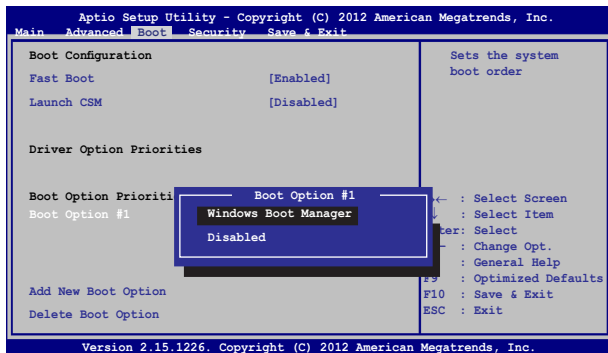 Aptio Setup Utility - Copyright (C) 2012 American Megatrends, Inc.
Main Advanced Boot Security Save & Exit
Boot Configuration
Fast Boot [Enabled]
Launch CSM [Disabled]
Driver Option Priorities
Boot Option Prioriti
Boot Option #1
Add New Boot Option
Delete Boot Option
Boot Option #1
Windows Boot Manager
Disabled
Sets the system
boot order
← : Select Screen
↓ : Select Item
ter: Select
— : Change Opt.
: General Help
F9 : Optimized Defaults
F10 : Save & Exit
ESC : Exit
Version 2.15.1226. Copyright (C) 2012 American Megatrends, Inc.